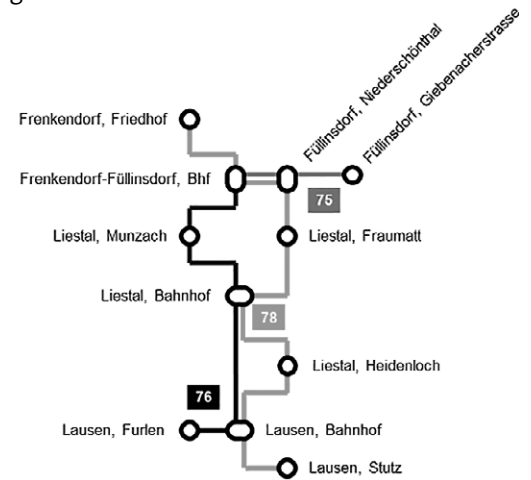 Füllinsdorf, Niederschönthal
Füllinsdorf, Giebenacherstrasse
Frenkendorf, Friedhof
Frenkendorf-Füllinsdorf, Bhf
75
Liestal, Munzach
Liestal, Fraumatt
Liestal, Bahnhof
78
Liestal, Heidenloch
76
Lausen, Furlen
Lausen, Bahnhof
Lausen, Stutz